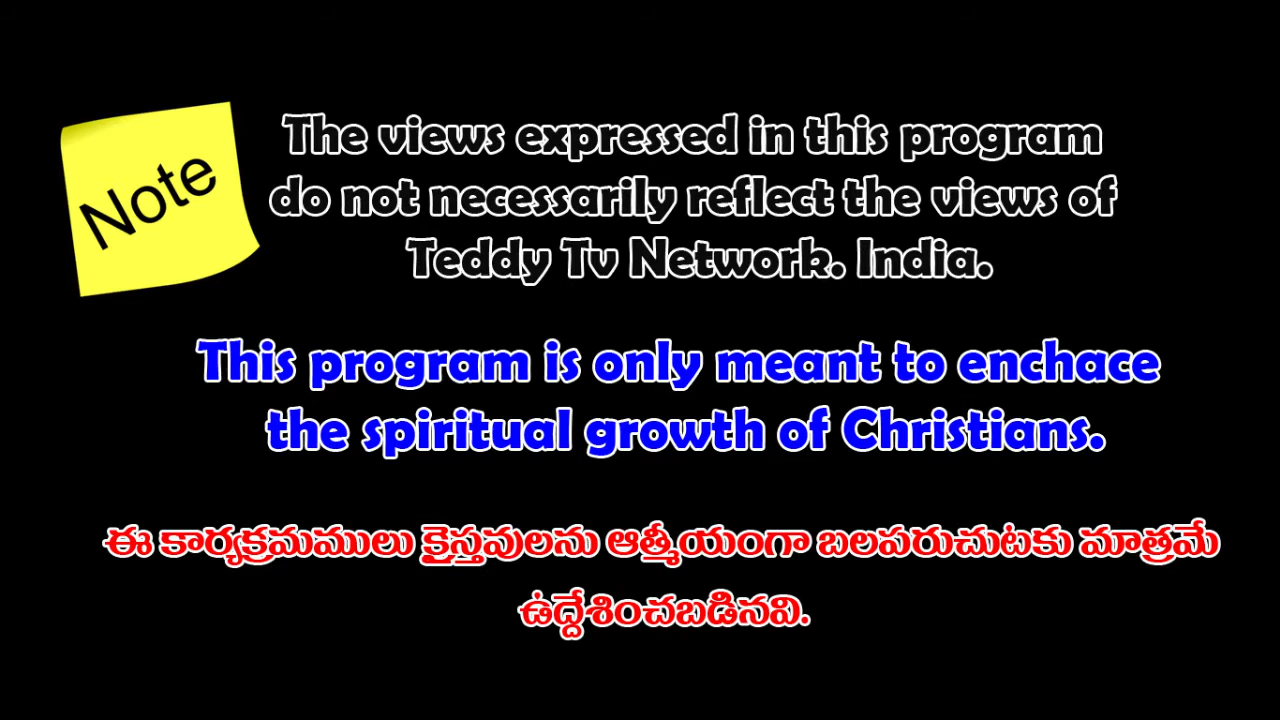 Note
The views expressed in this program
do not necessarily reflect the views of
Teddy Tv Network. India.
This program is only meant to enchace
the spiritual growth of Christians.
ఈ కార్యక్రమములు క్రైస్తవులను ఆత్మీయంగా బలపరుచుటకు మాత్రమే
ఉద్దేశించబడినవి.